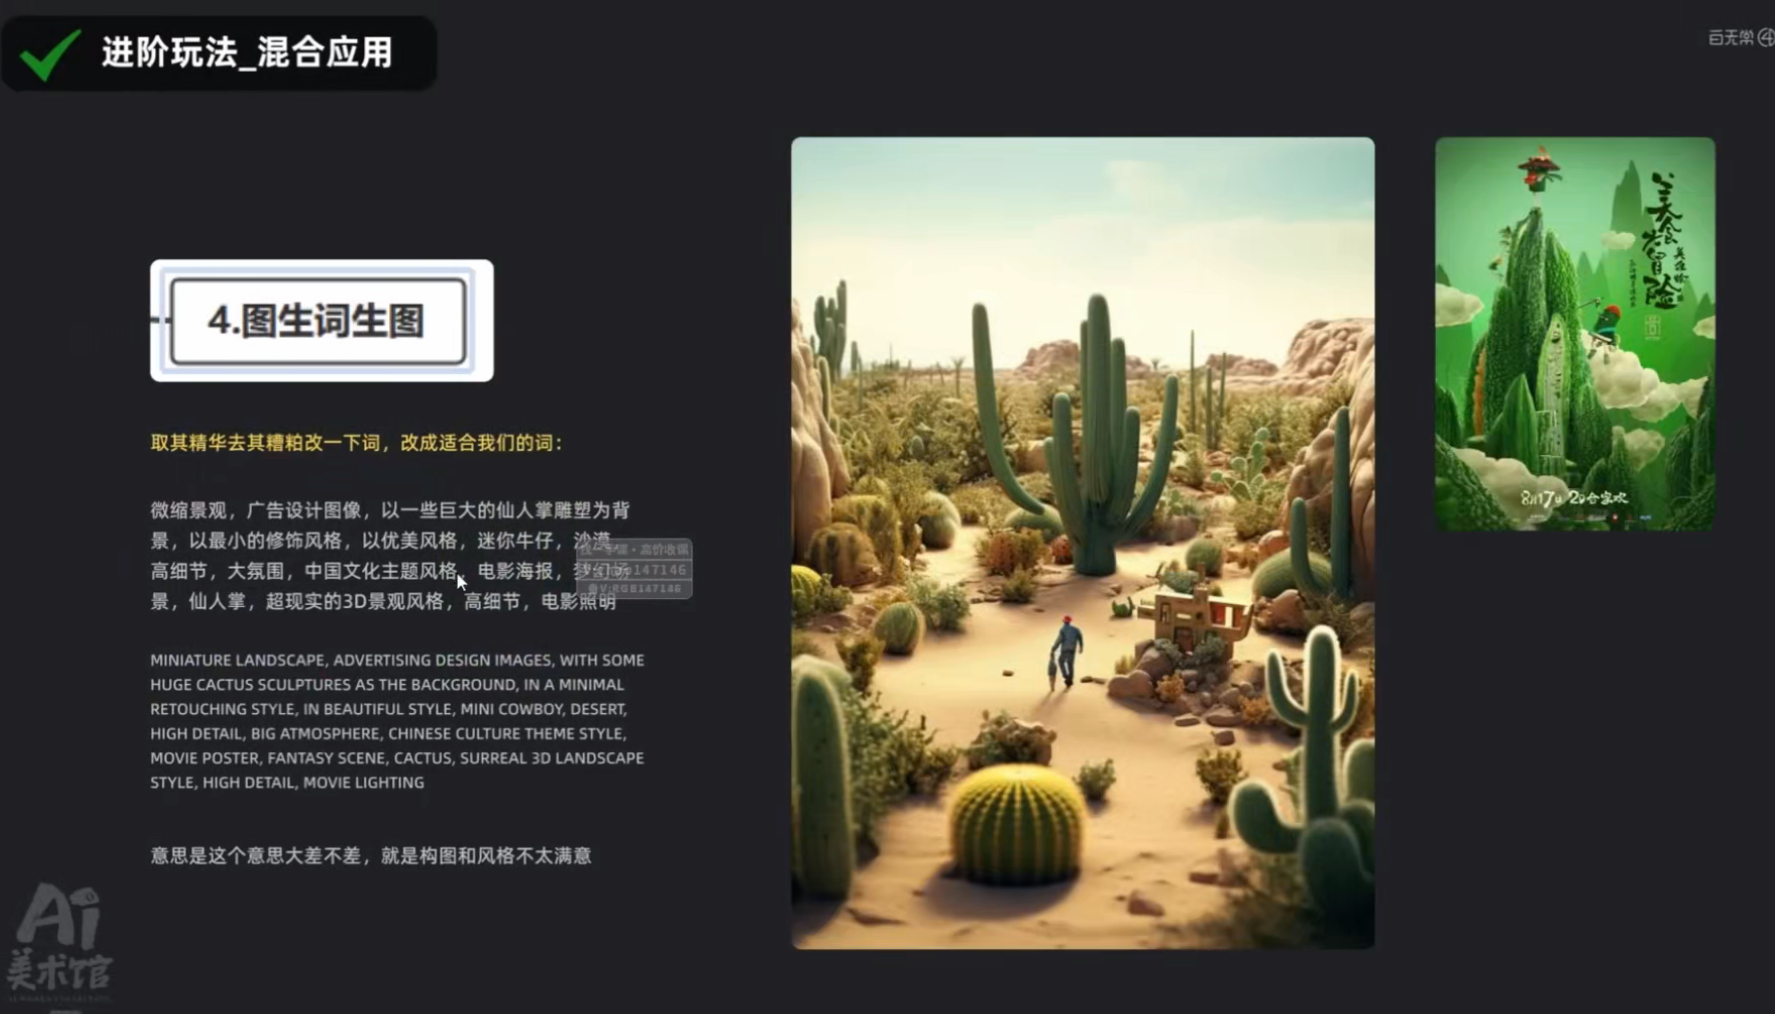 进阶玩法_混合应用
白无常④
4.图生词生图
取其精华去其糟粕改一下词，改成适合我们的词：
微缩景观，广告设计图像，以一些巨大的仙人掌雕塑为背
景，以最小的修饰风格，以优美风格，迷你牛仔，沙漠
高细节，大氛围，中国文化主题风格，电影海报，梦幻场
景，仙人掌，超现实的3D景观风格，高细节，电影照明
MINIATURE LANDSCAPE, ADVERTISING DESIGN IMAGES, WITH SOME
HUGE CACTUS SCULPTURES AS THE BACKGROUND, IN A MINIMAL
RETOUCHING STYLE, IN BEAUTIFUL STYLE, MINI COWBOY, DESERT,
HIGH DETAIL, BIG ATMOSPHERE, CHINESE CULTURE THEME STYLE,
MOVIE POSTER, FANTASY SCENE, CACTUS, SURREAL 3D LANDSCAPE
STYLE, HIGH DETAIL, MOVIE LIGHTING
意思是这个意思大差不差，就是构图和风格不太满意
美食大冒险
8月17日 2D合家欢
Ai
美术馆